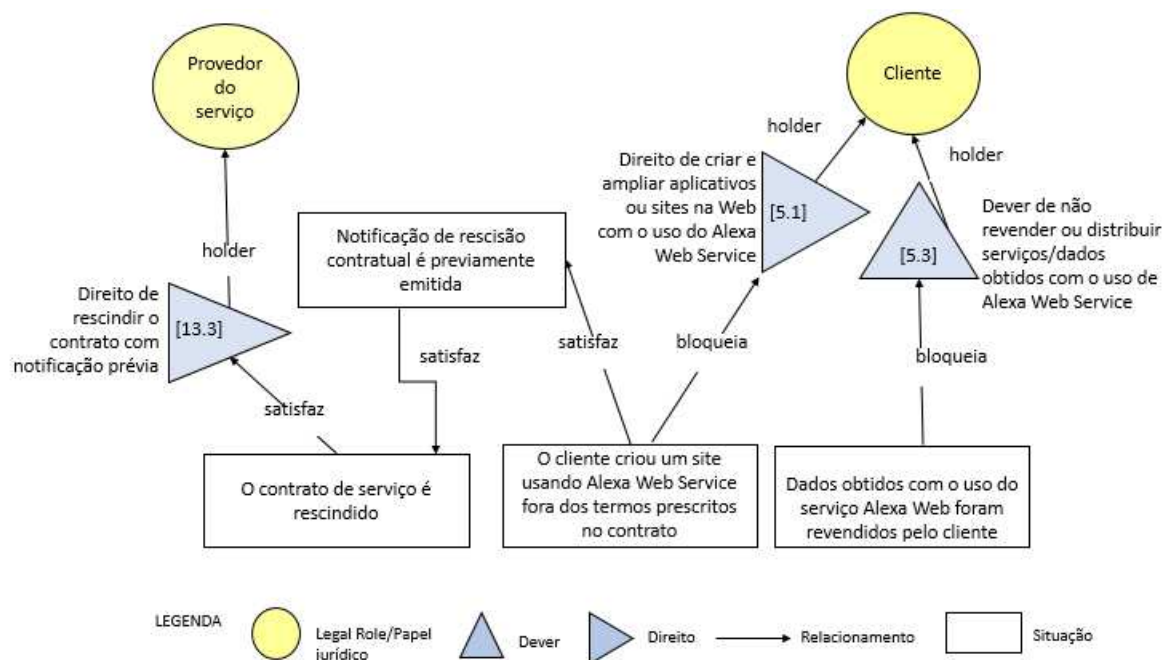 Provedor
do
serviço
Cliente
holder
holder
Direito de criar e
ampliar aplicativos
ou sites na Web
com o uso do Alexa
Web Service
[5.1]
[5.3]
Dever de não
revender ou distribuir
serviços/dados
obtidos com o uso de
Alexa Web Service
Notificação de rescisão
contratual é previamente
emitida
holder
Direito de
rescindir o
contrato com
notificação prévia
[13.3]
satisfaz
satisfaz
bloqueia
bloqueia
satisfaz
O contrato de serviço é
rescindido
O cliente criou um site
usando Alexa Web Service
fora dos termos prescritos
no contrato
Dados obtidos com o uso do
serviço Alexa Web foram
revendidos pelo cliente
LEGENDA
Legal Role/Papel
jurídico
Dever
Direito
Relacionamento
Situação